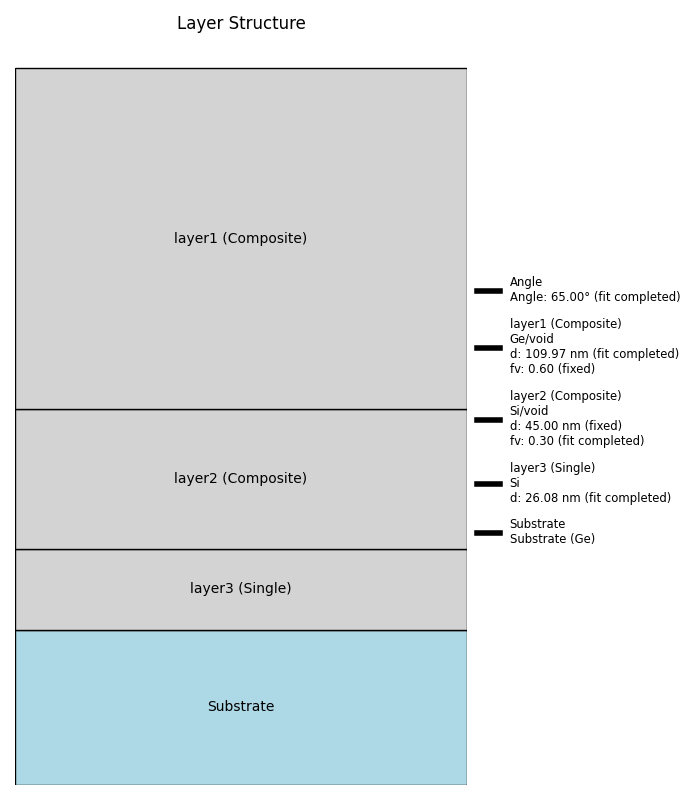 Layer Structure
layer1 (Composite)
layer2 (Composite)
layer3 (Single)
Substrate
Angle
Angle: 65.00° (fit completed)
layer1 (Composite)
Ge/void
d: 109.97 nm (fit completed)
fv: 0.60 (fixed)
layer2 (Composite)
Si/void
d: 45.00 nm (fixed)
fv: 0.30 (fit completed)
layer3 (Single)
Si
d: 26.08 nm (fit completed)
Substrate
Substrate (Ge)